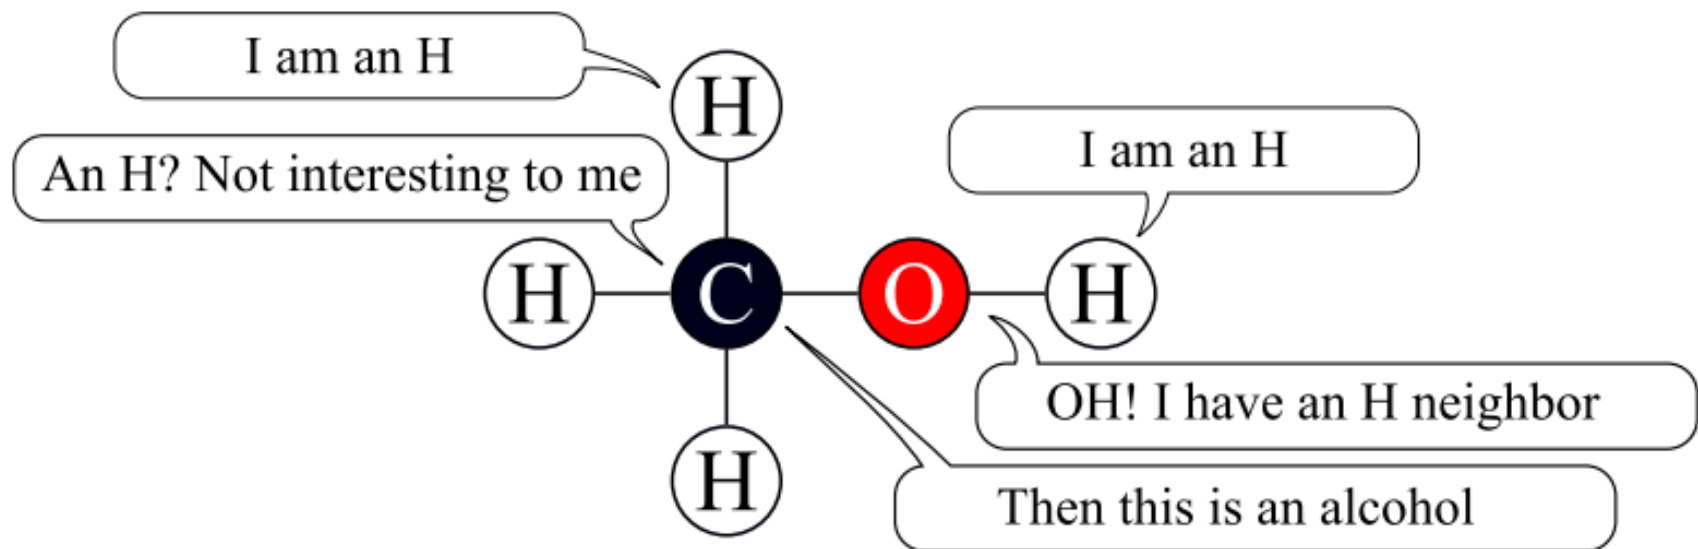 I am an H
H
I am an H
An H? Not interesting to me
H C O H
OH! I have an H neighbor
H
Then this is an alcohol